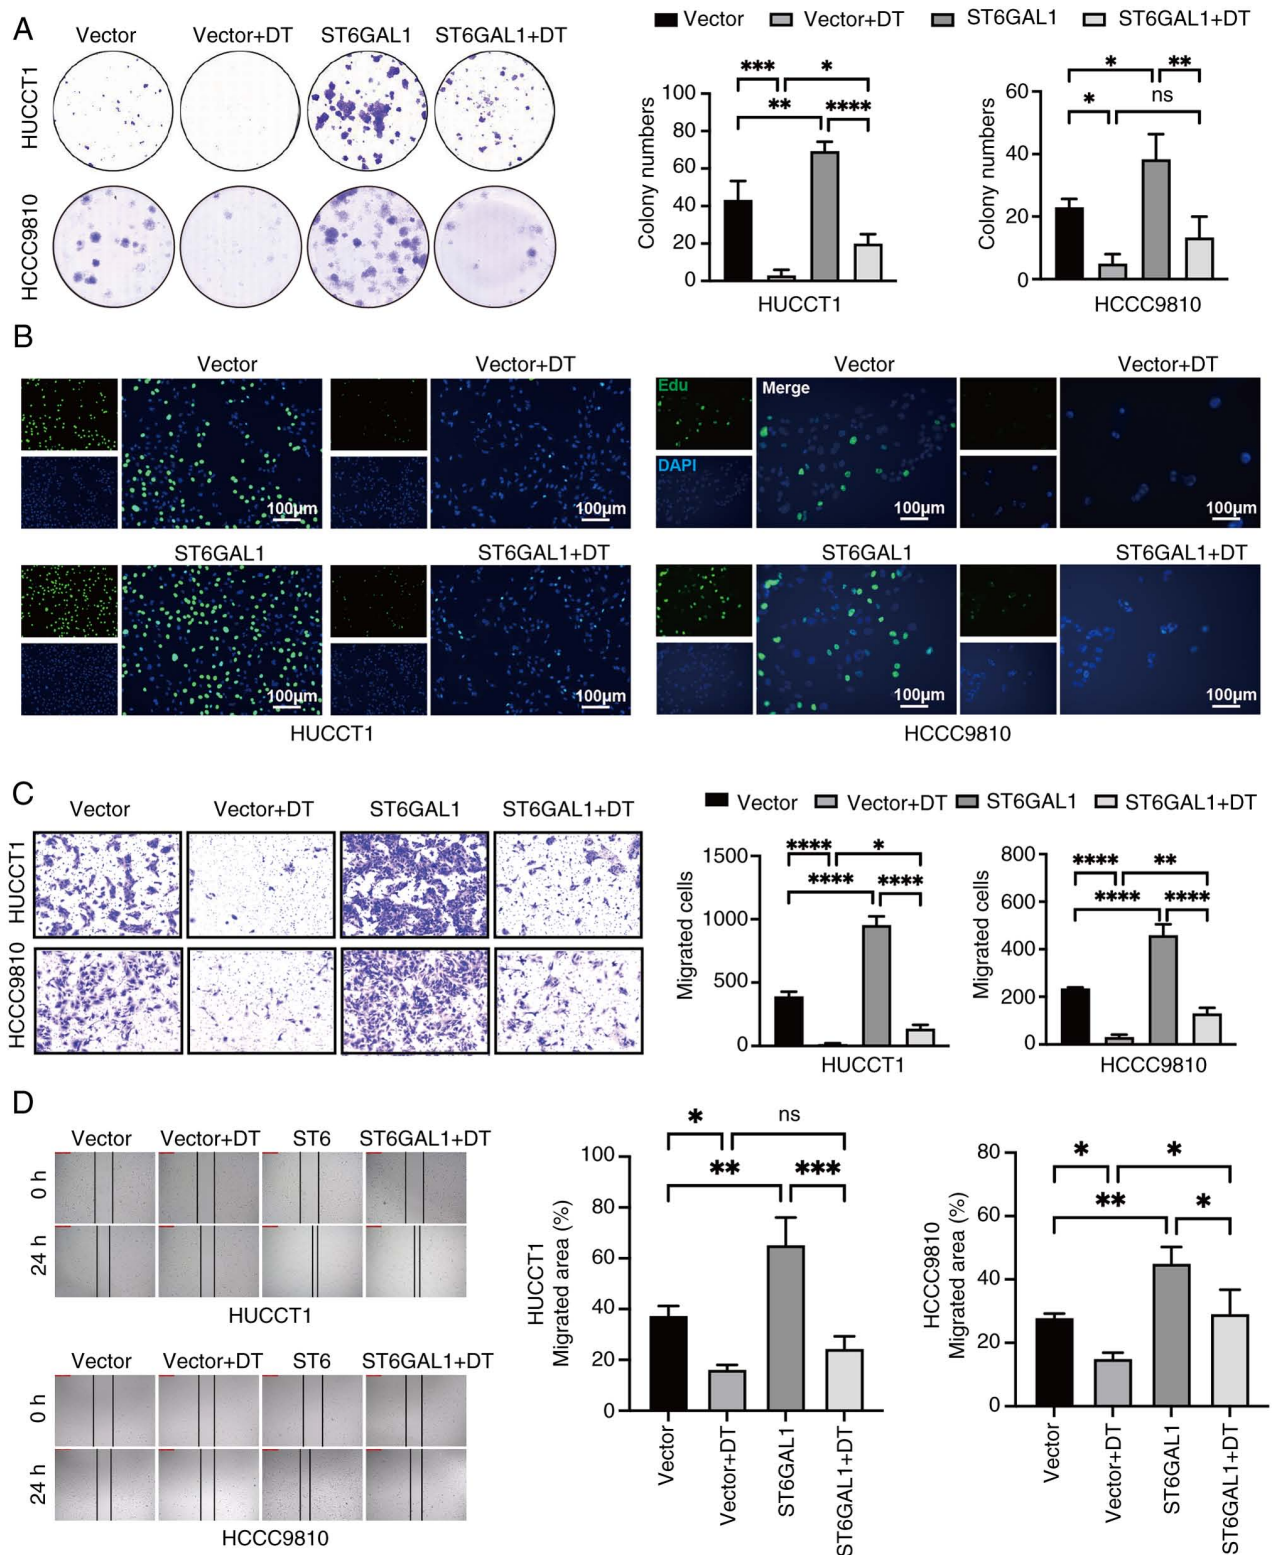 A
Vector Vector+DT ST6GAL1 ST6GAL1+DT
HUCCT1
HCCC9810
Vector Vector+DT ST6GAL1 ST6GAL1+DT
*** *
** ****
Colony numbers
100
80
60
40
20
0
HUCCT1
* **
* ns
Colony numbers
60
40
20
0
HCCC9810
B
Vector Vector+DT Vector Vector+DT
Edu Merge
DAPI
100µm 100µm 100µm 100µm
ST6GAL1 ST6GAL1+DT ST6GAL1 ST6GAL1+DT
100µm 100µm 100µm 100µm
HUCCT1 HCCC9810
C
Vector Vector+DT ST6GAL1 ST6GAL1+DT
HUCCT1
HCCC9810
Vector Vector+DT ST6GAL1 ST6GAL1+DT
**** *
**** ****
Migrated cells
1500
1000
500
0
HUCCT1
**** **
**** ****
Migrated cells
800
600
400
200
0
HCCC9810
D
Vector Vector+DT ST6 ST6GAL1+DT
0 h
24 h
HUCCT1
Vector Vector+DT ST6 ST6GAL1+DT
0 h
24 h
HCCC9810
* ns
** ***
HUCCT1
Migrated area (%)
100
80
60
40
20
0
Vector
Vector+DT
ST6GAL1
ST6GAL1+DT
* *
** *
HCCC9810
Migrated area (%)
80
60
40
20
0
Vector
Vector+DT
ST6GAL1
ST6GAL1+DT